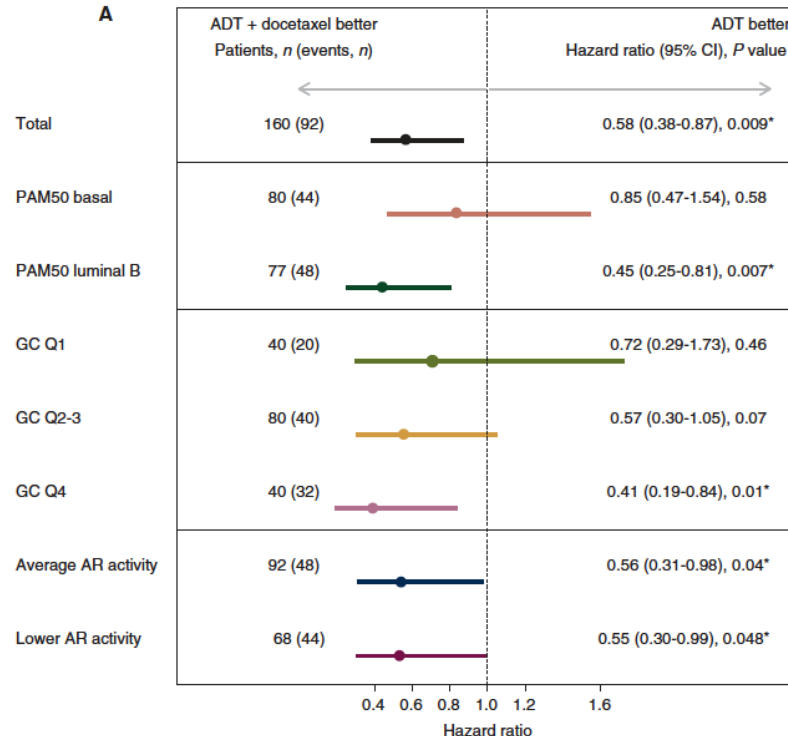 A
ADT + docetaxel better ADT better
Patients, n (events, n) Hazard ratio (95% CI), P value
Total 160 (92) 0.58 (0.38-0.87), 0.009*
PAM50 basal 80 (44) 0.85 (0.47-1.54), 0.58
PAM50 luminal B 77 (48) 0.45 (0.25-0.81), 0.007*
GC Q1 40 (20) 0.72 (0.29-1.73), 0.46
GC Q2-3 80 (40) 0.57 (0.30-1.05), 0.07
GC Q4 40 (32) 0.41 (0.19-0.84), 0.01*
Average AR activity 92 (48) 0.56 (0.31-0.98), 0.04*
Lower AR activity 68 (44) 0.55 (0.30-0.99), 0.048*
0.4 0.6 0.8 1.0 1.2 1.6
Hazard ratio